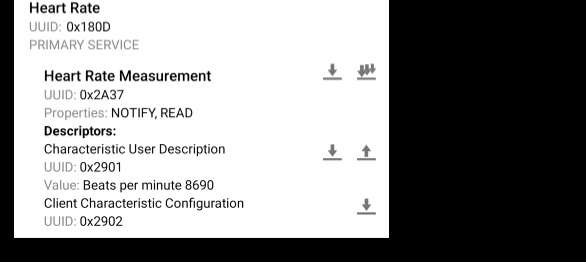 Heart Rate
UUID: 0x180D
PRIMARY SERVICE
Heart Rate Measurement
UUID: 0x2A37
Properties: NOTIFY, READ
Descriptors:
Characteristic User Description
UUID: 0x2901
Value: Beats per minute 8690
Client Characteristic Configuration
UUID: 0x2902